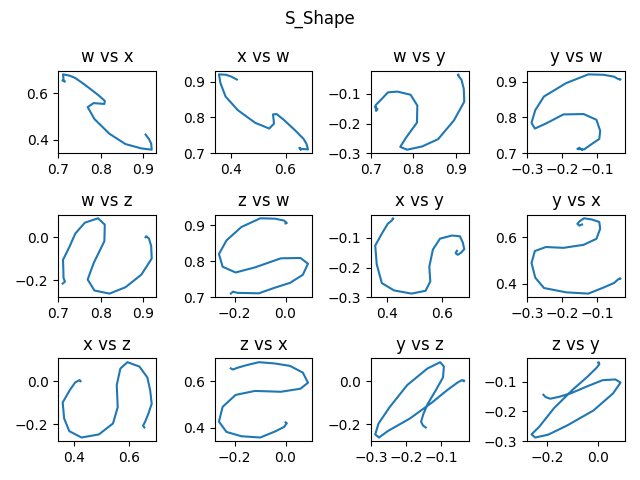 S_Shape
w vs x
x vs w
w vs y
y vs w
0.6
0.4
0.7 0.8 0.9
0.9
0.8
0.7
0.4 0.6
−0.1
−0.2
−0.3
0.7 0.8 0.9
0.9
0.8
0.7
−0.3 −0.2 −0.1
w vs z
z vs w
x vs y
y vs x
0.0
−0.2
0.7 0.8 0.9
0.9
0.8
0.7
−0.2 0.0
−0.1
−0.2
−0.3
0.4 0.6
0.6
0.4
−0.3 −0.2 −0.1
x vs z
z vs x
y vs z
z vs y
0.0
−0.2
0.4 0.6
0.6
0.4
−0.2 0.0
0.0
−0.2
−0.3 −0.2 −0.1
−0.1
−0.2
−0.3
−0.2 0.0